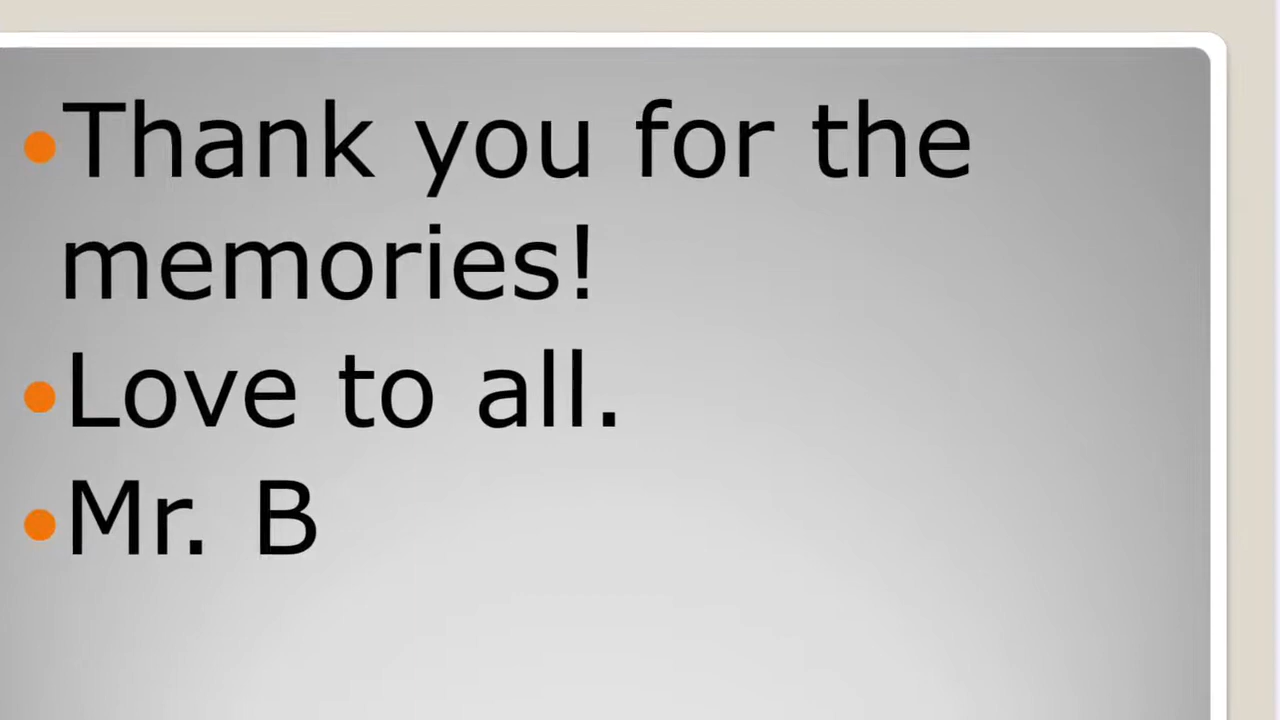 •Thank you for the
memories!
•Love to all.
•Mr. B